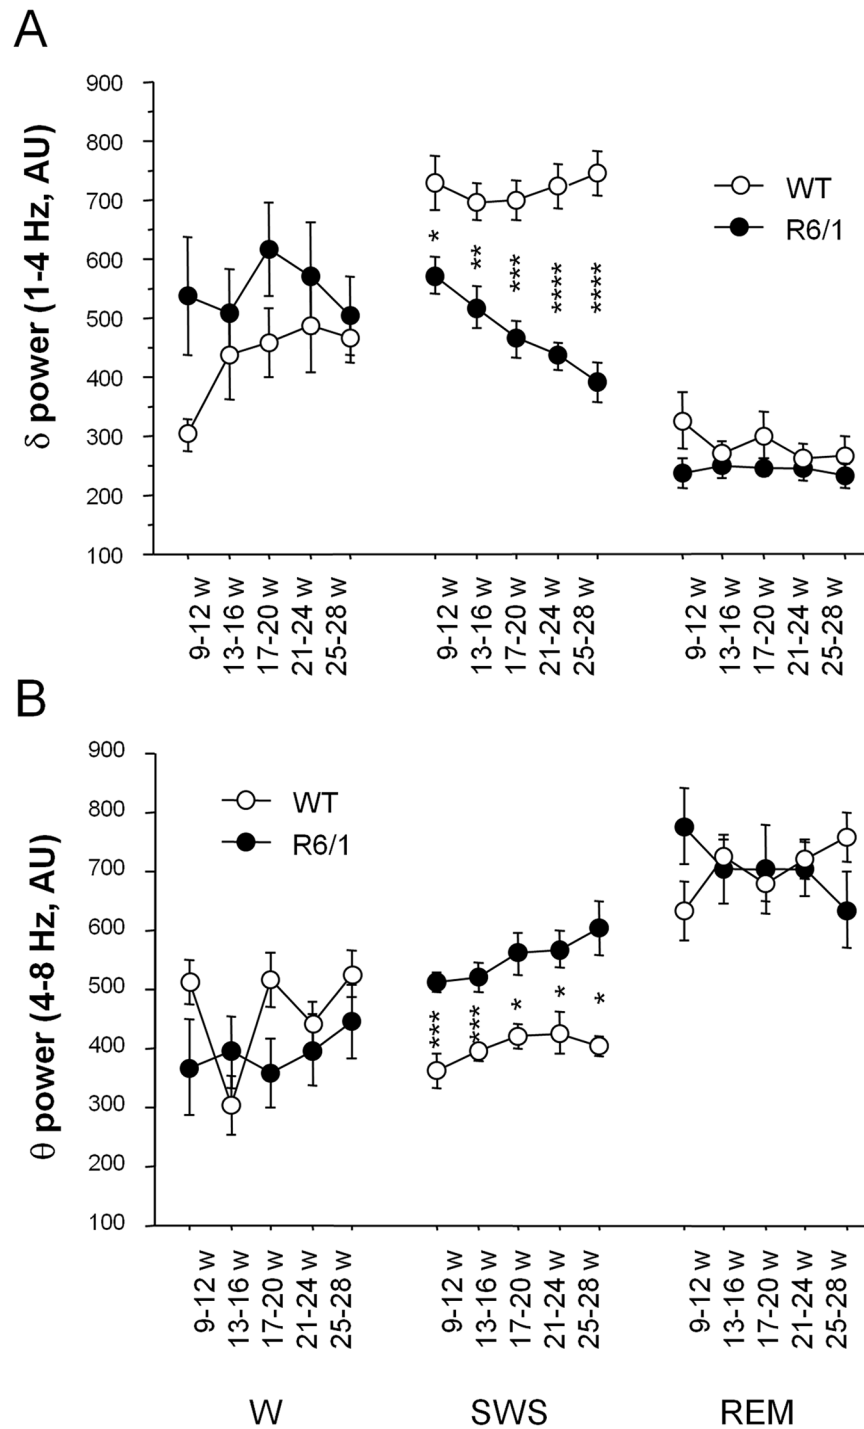 A
δ power (1-4 Hz, AU)
900
800
700
600
500
400
300
200
100
WT
R6/1
*
**
***
****
****
9-12 w
13-16 w
17-20 w
21-24 w
25-28 w
9-12 w
13-16 w
17-20 w
21-24 w
25-28 w
9-12 w
13-16 w
17-20 w
21-24 w
25-28 w
B
θ power (4-8 Hz, AU)
900
800
700
600
500
400
300
200
100
WT
R6/1
***
***
*
*
*
9-12 w
13-16 w
17-20 w
21-24 w
25-28 w
9-12 w
13-16 w
17-20 w
21-24 w
25-28 w
9-12 w
13-16 w
17-20 w
21-24 w
25-28 w
W SWS REM